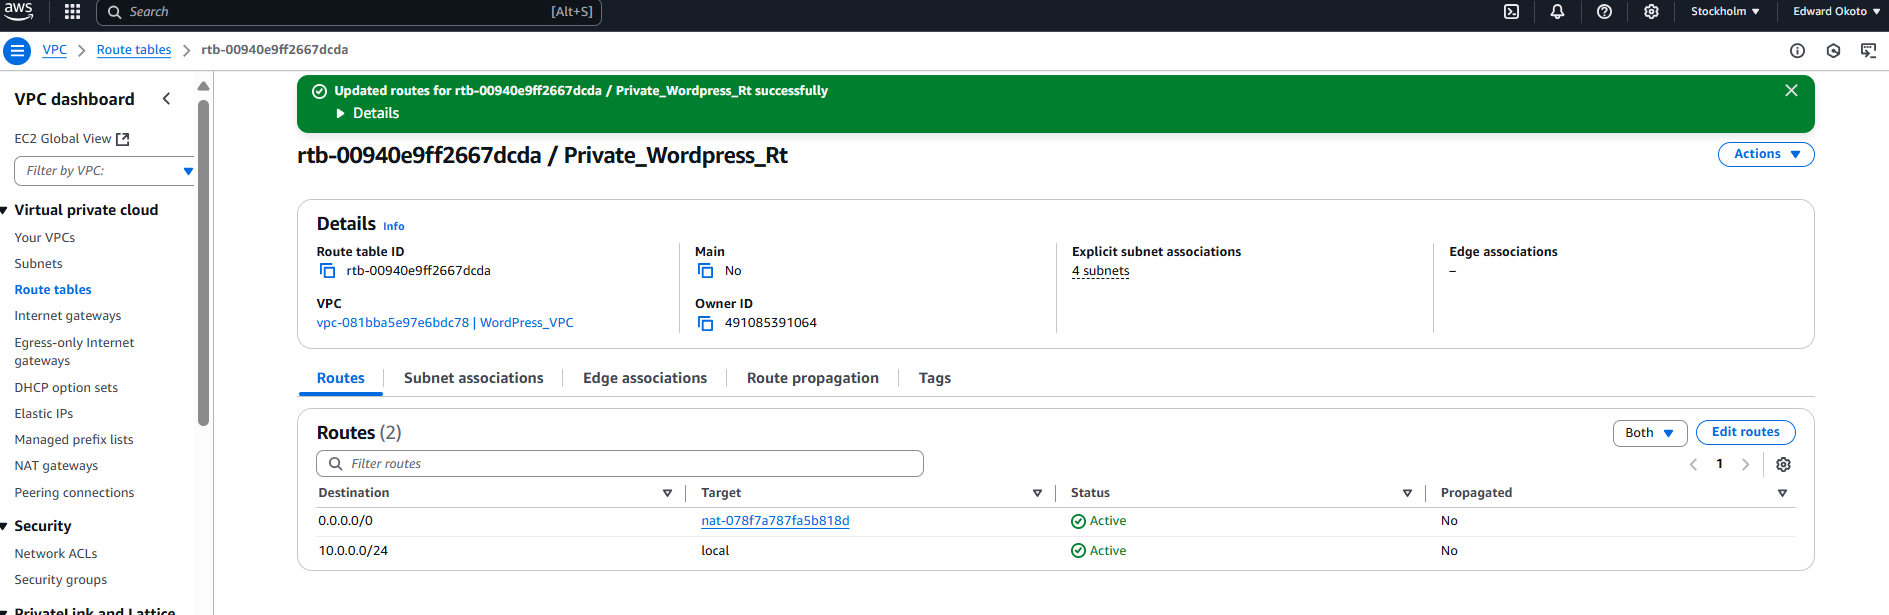 aws
Search [Alt+S]
Stockholm Edward Okoto
VPC Route tables rtb-00940e9ff2667dcda
VPC dashboard
EC2 Global View
Filter by VPC:
Virtual private cloud
Your VPCs
Subnets
Route tables
Internet gateways
Egress-only Internet
gateways
DHCP option sets
Elastic IPs
Managed prefix lists
NAT gateways
Peering connections
Security
Network ACLs
Security groups
PrivateLink and Lattice
Updated routes for rtb-00940e9ff2667dcda / Private_Wordpress_Rt successfully
Details
rtb-00940e9ff2667dcda / Private_Wordpress_Rt
Actions
Details Info
Route table ID
rtb-00940e9ff2667dcda
VPC
vpc-081bba5e97e6bdc78 | WordPress_VPC
Main
No
Owner ID
491085391064
Explicit subnet associations
4 subnets
Edge associations
–
Routes Subnet associations Edge associations Route propagation Tags
Routes (2)
Both Edit routes
Filter routes
1
Destination Target Status Propagated
0.0.0.0/0 nat-078f7a787fa5b818d Active No
10.0.0.0/24 local Active No